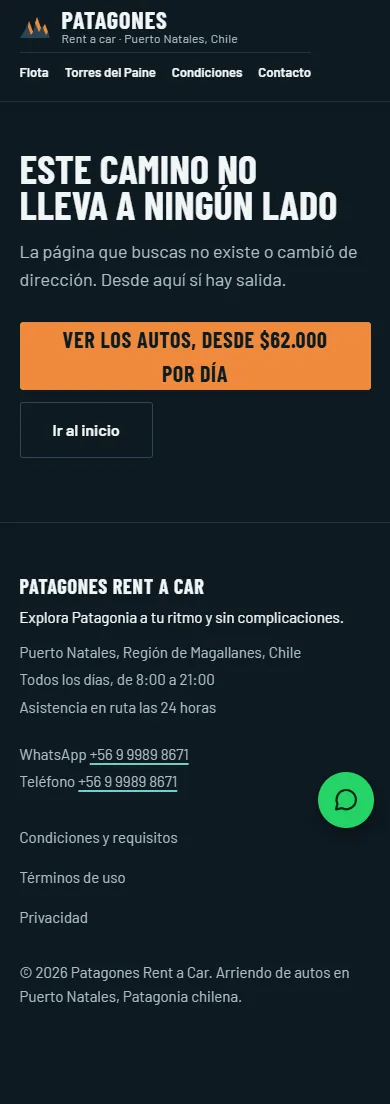 PATAGONES
Rent a car · Puerto Natales, Chile
Flota Torres del Paine Condiciones Contacto
ESTE CAMINO NO
LLEVA A NINGÚN LADO
La página que buscas no existe o cambió de
dirección. Desde aquí sí hay salida.
VER LOS AUTOS, DESDE $62.000
POR DÍA
Ir al inicio
PATAGONES RENT A CAR
Explora Patagonia a tu ritmo y sin complicaciones.
Puerto Natales, Región de Magallanes, Chile
Todos los días, de 8:00 a 21:00
Asistencia en ruta las 24 horas
WhatsApp +56 9 9989 8671
Teléfono +56 9 9989 8671
Condiciones y requisitos
Términos de uso
Privacidad
© 2026 Patagones Rent a Car. Arriendo de autos en
Puerto Natales, Patagonia chilena.